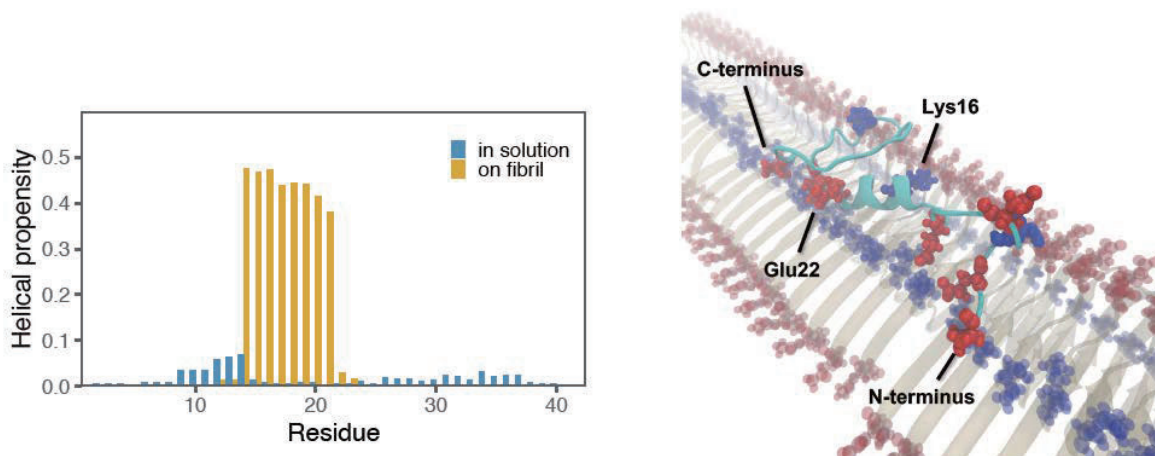 Helical propensity
0.5
0.4
0.3
0.2
0.1
0.0
in solution
on fibril
10
20
30
40
Residue
C-terminus
Lys16
Glu22
N-terminus